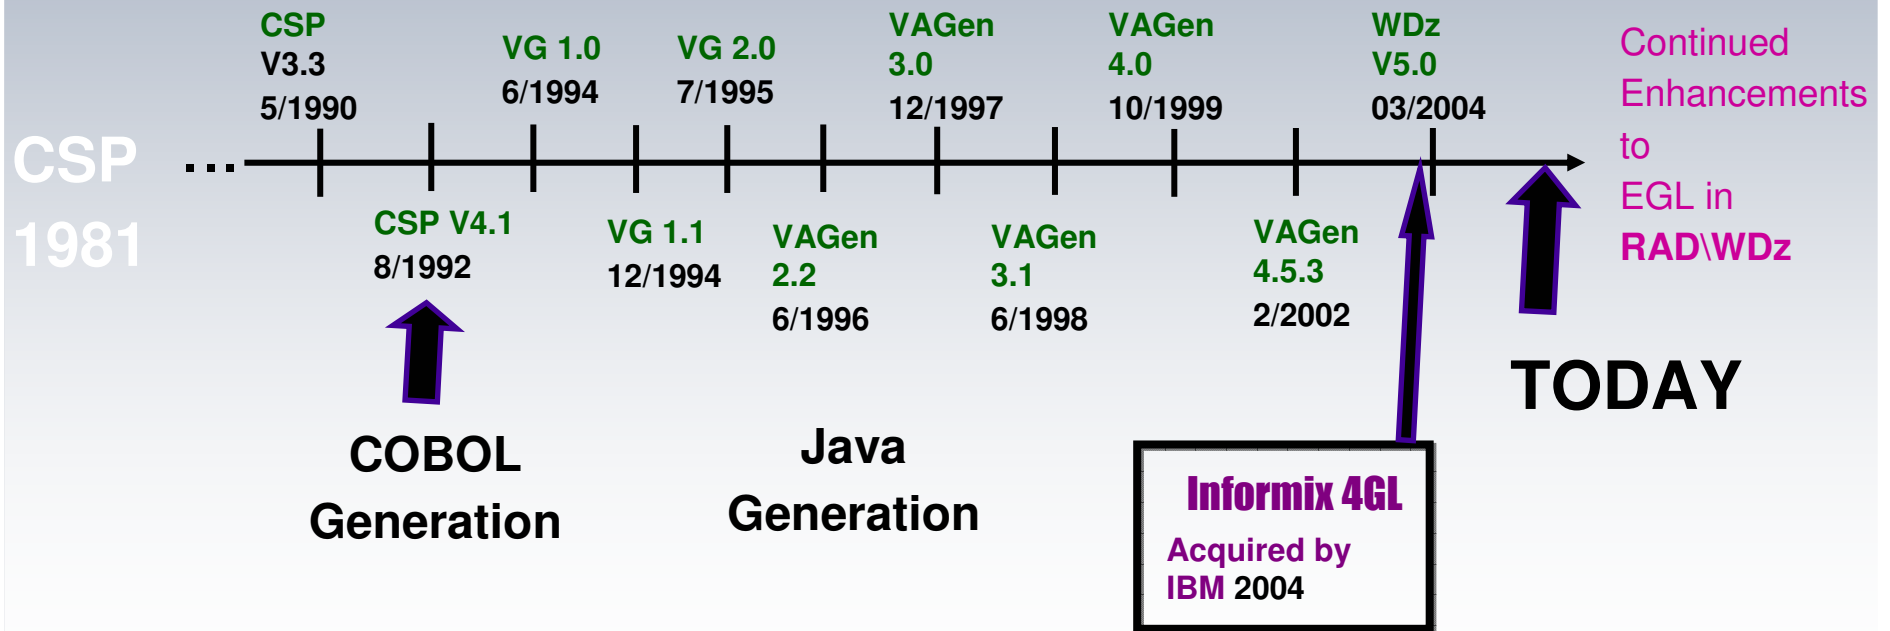 CSP
1981
...
CSP
V3.3
5/1990
CSP V4.1
8/1992
VG 1.0
6/1994
VG 1.1
12/1994
VG 2.0
7/1995
VAGen
2.2
6/1996
VAGen
3.0
12/1997
VAGen
3.1
6/1998
VAGen
4.0
10/1999
VAGen
4.5.3
2/2002
WDz
V5.0
03/2004
Continued
Enhancements
to
EGL in
RAD\WDz
COBOL
Generation
Java
Generation
Informix 4GL
Acquired by
IBM 2004
TODAY